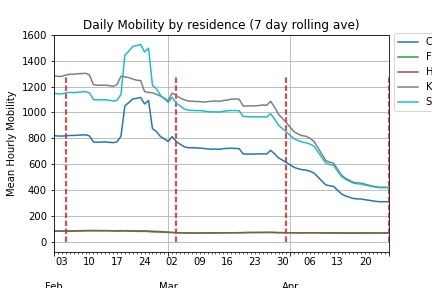 Daily Mobility by residence (7 day rolling ave)
1600
1400
1200
1000
800
600
400
200
0
Mean Hourly Mobility
C
F
H
K
S
03 10 17 24 02 09 16 23 30 06 13 20
Feb Mar Apr